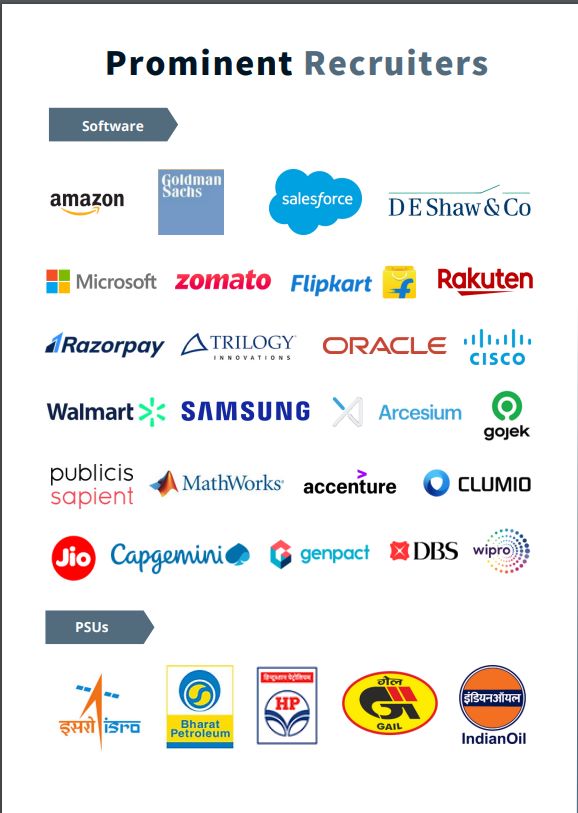 Prominent Recruiters
Software
amazon
Goldman
Sachs
salesforce
DE Shaw & Co
Microsoft
zomato
Flipkart
Rakuten
Razorpay
TRILOGY
INNOVATIONS
ORACLE
CISCO
Walmart
SAMSUNG
Arcesium
gojek
publicis
sapient
MathWorks
accenture
CLUMIO
Jio
Capgemini
genpact
DBS
wipro
PSUs
इसरो isro
Bharat
Petroleum
हिन्दुस्तान पेट्रोलियम
HP
गेल
GAIL
इंडियनऑयल
IndianOil